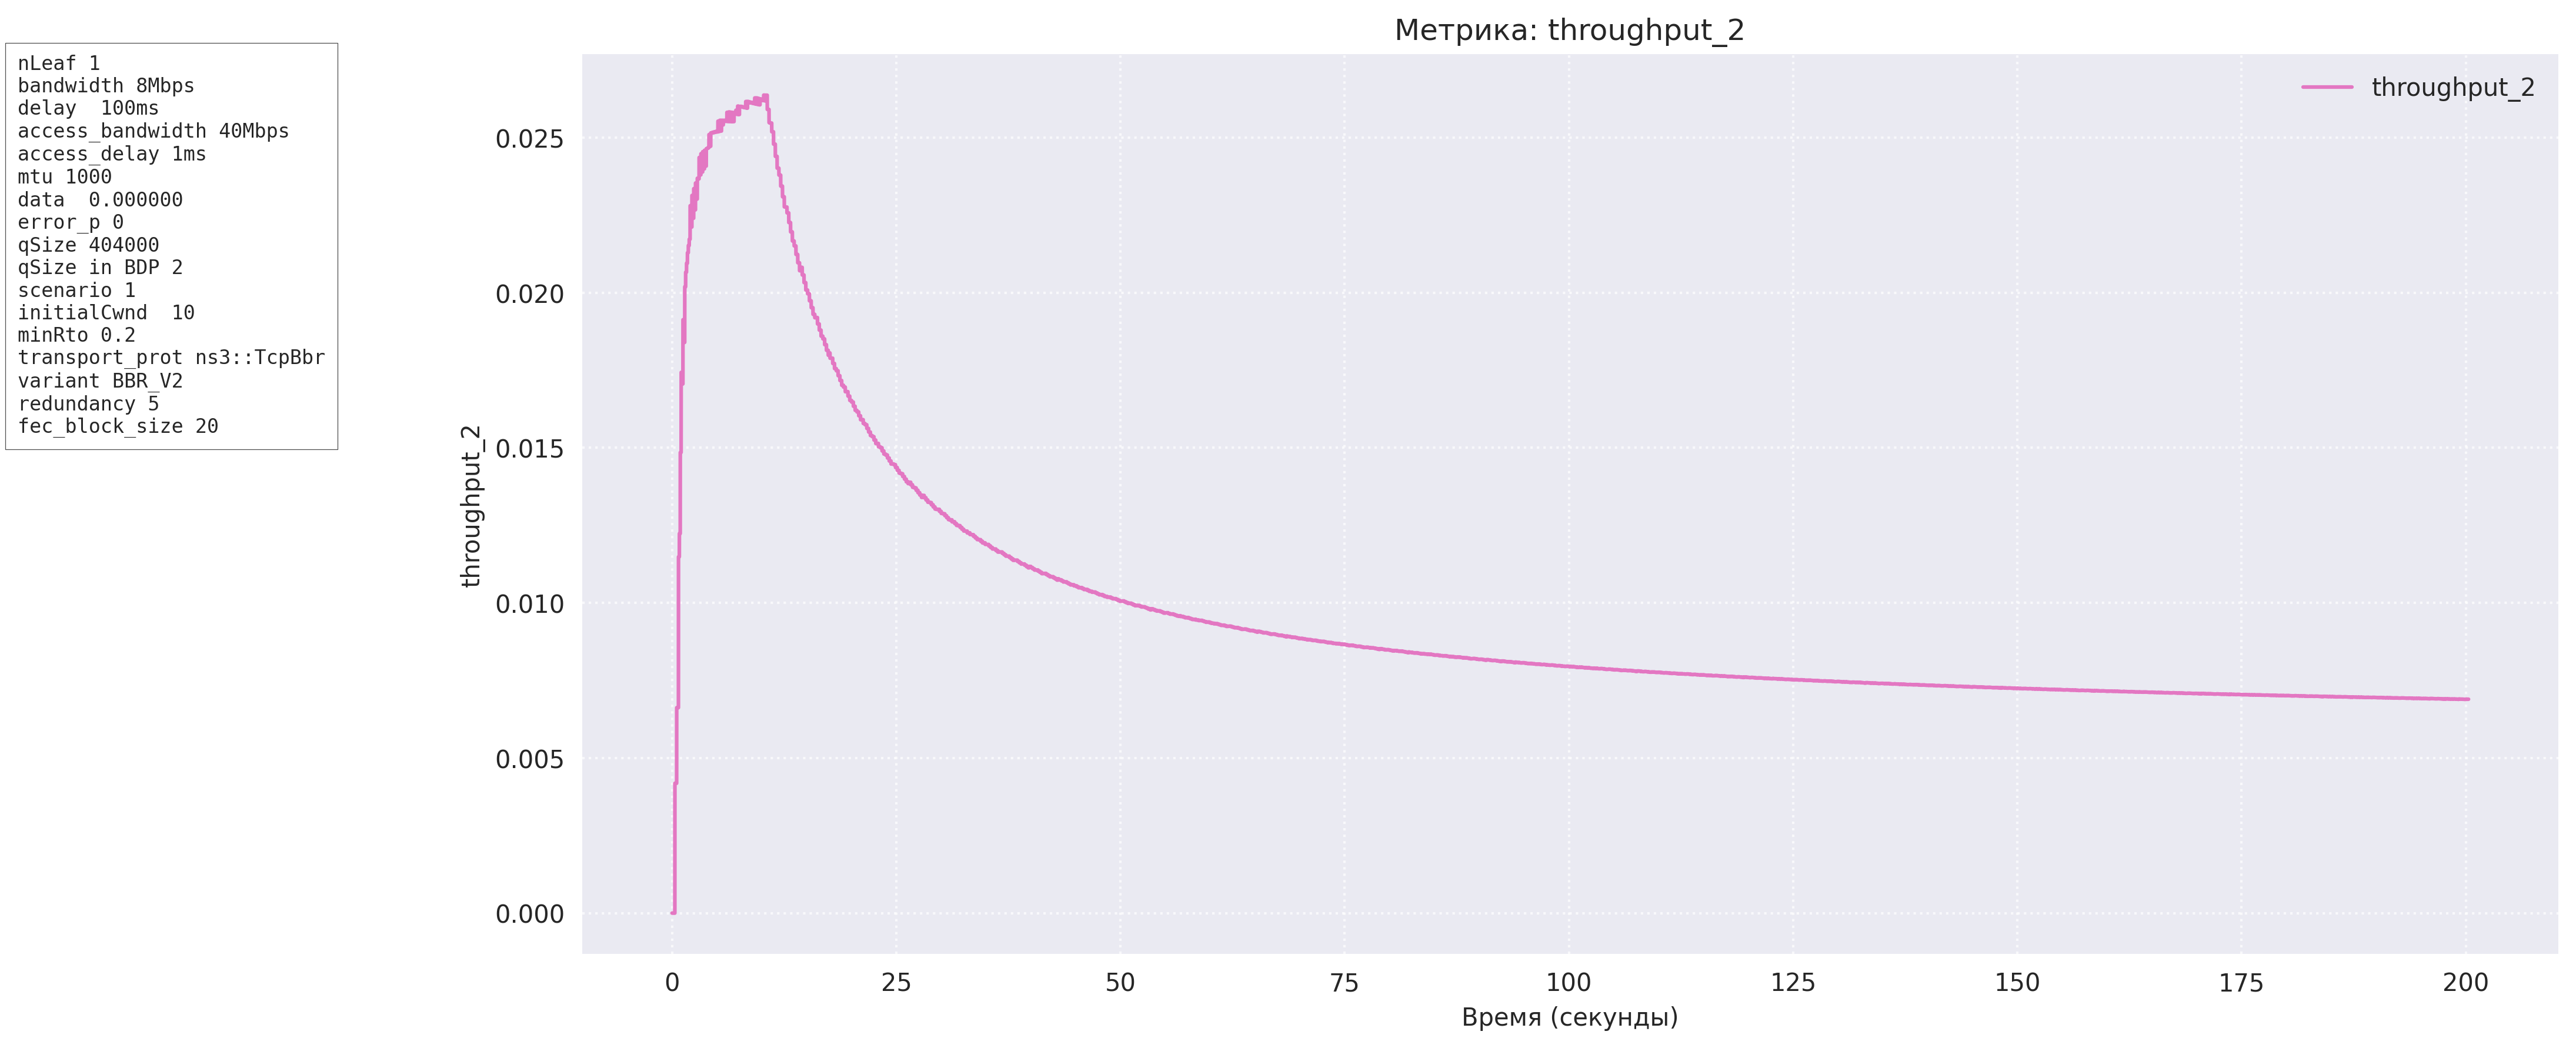 Метрика: throughput_2
nLeaf 1
bandwidth 8Mbps
delay  100ms
access_bandwidth 40Mbps
access_delay 1ms
mtu 1000
data  0.000000
error_p 0
qSize 404000
qSize in BDP 2
scenario 1
initialCwnd  10
minRto 0.2
transport_prot ns3::TcpBbr
variant BBR_V2
redundancy 5
fec_block_size 20
throughput_2
throughput_2
0.025
0.020
0.015
0.010
0.005
0.000
0 25 50 75 100 125 150 175 200
Время (секунды)